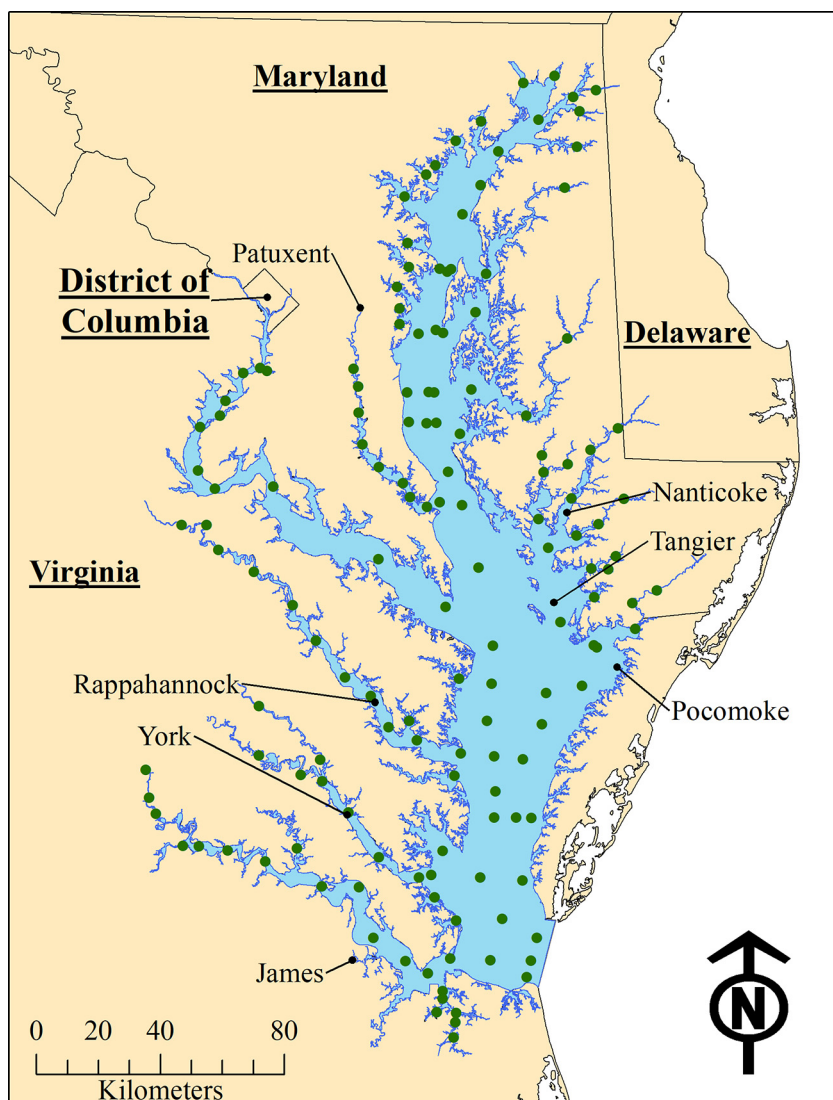 Maryland
Patuxent
District of
Columbia
Delaware
Nanticoke
Tangier
Virginia
Rappahannock
Pocomoke
York
James
0 20 40 80
Kilometers
N